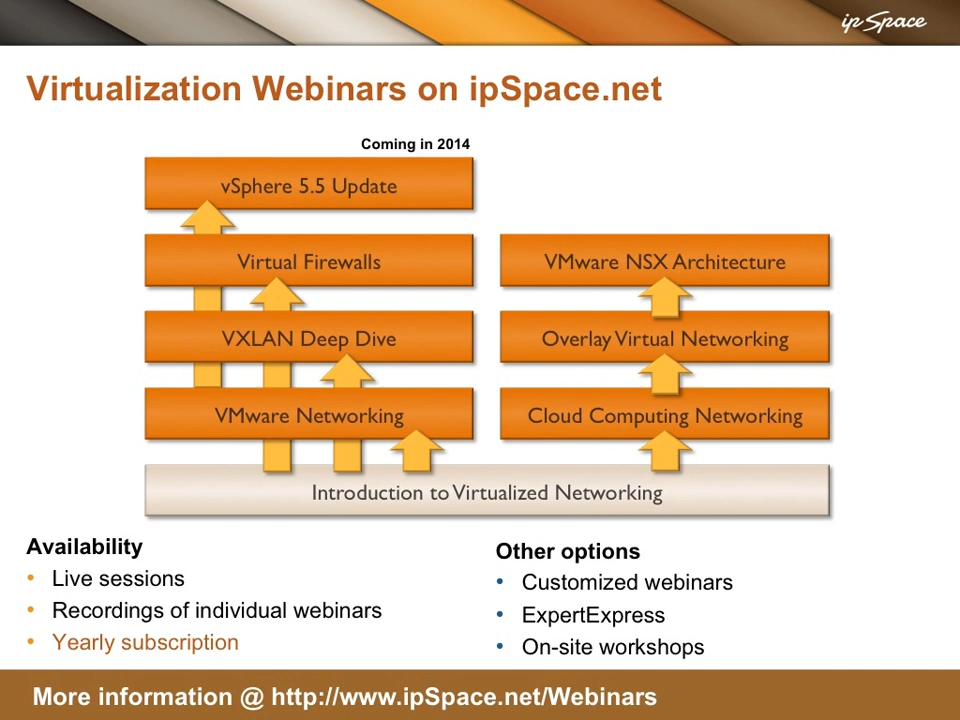 ipSpace
Virtualization Webinars on ipSpace.net
Coming in 2014
vSphere 5.5 Update
Virtual Firewalls
VMware NSX Architecture
VXLAN Deep Dive
Overlay Virtual Networking
VMware Networking
Cloud Computing Networking
Introduction to Virtualized Networking
Availability
• Live sessions
• Recordings of individual webinars
• Yearly subscription
Other options
• Customized webinars
• ExpertExpress
• On-site workshops
More information @ http://www.ipSpace.net/Webinars